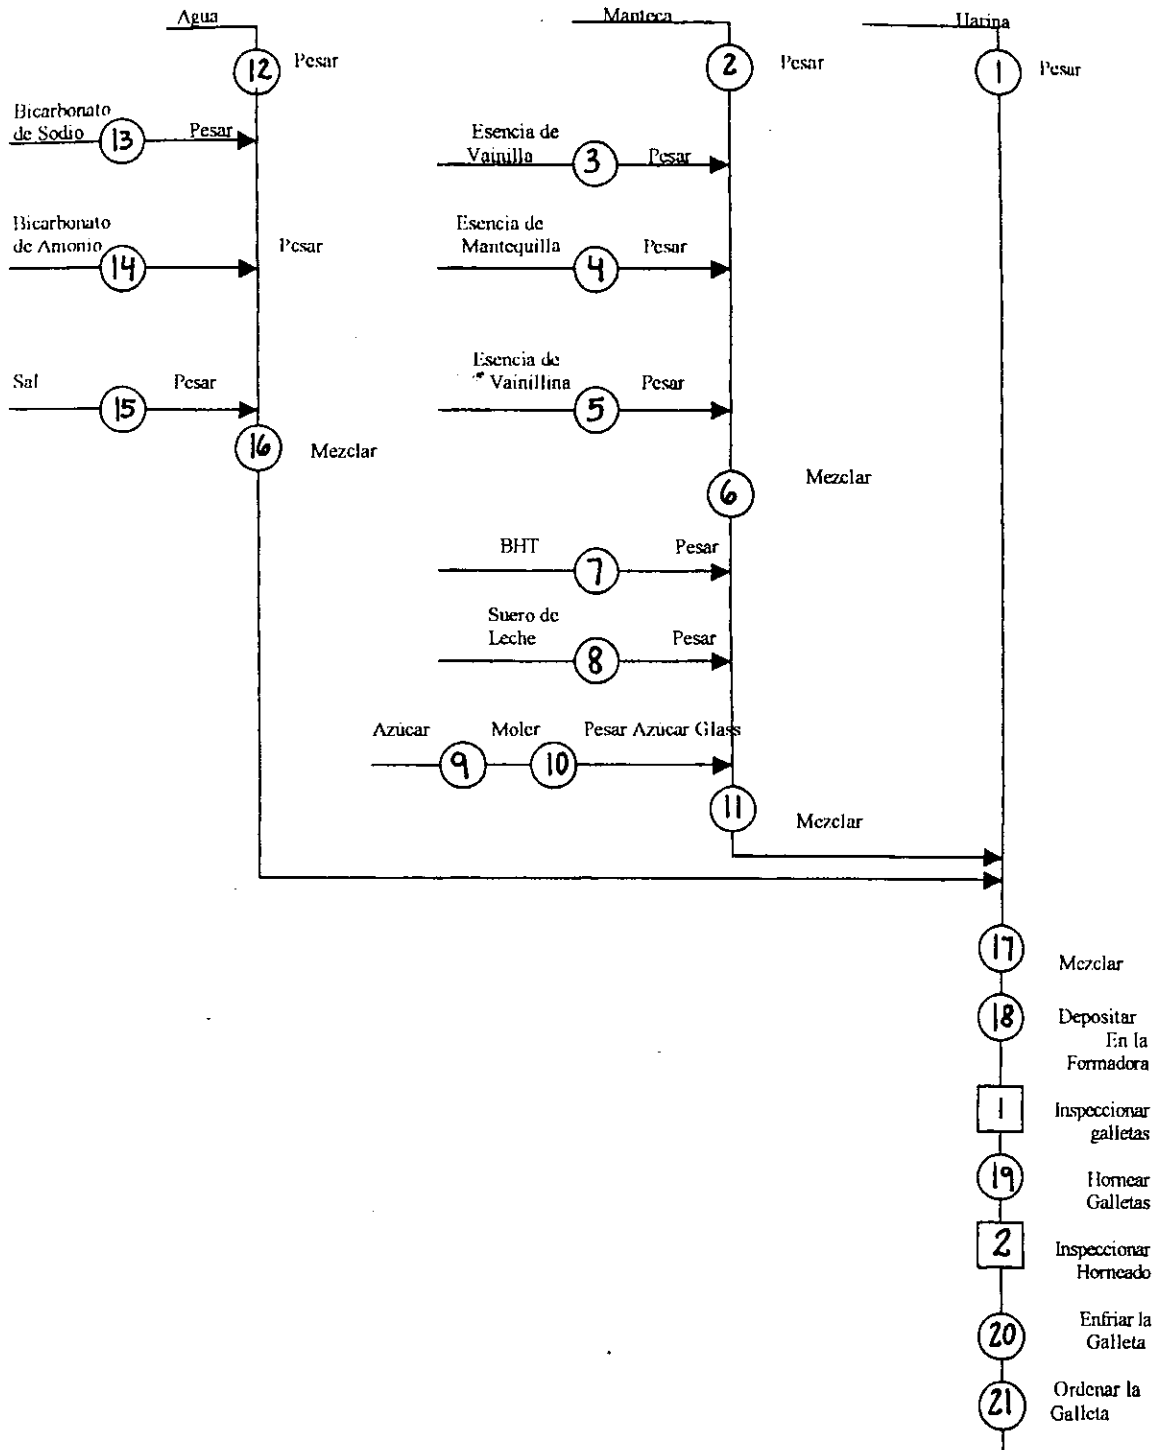 Agua
Manteca
Harina
12 Pesar
2 Pesar
1 Pesar
Bicarbonato
de Sodio 13 Pesar
Esencia de
Vainilla 3 Pesar
Bicarbonato
de Amonio 14 Pesar
Esencia de
Mantequilla 4 Pesar
Esencia de
Vainillina 5 Pesar
Sal 15 Pesar
16 Mezclar
6 Mezclar
BHT 7 Pesar
Suero de
Leche 8 Pesar
Azúcar 9 Moler 10 Pesar Azúcar Glass
11 Mezclar
17 Mezclar
18 Depositar
En la
Formadora
1 Inspeccionar
galletas
19 Hornear
Galletas
2 Inspeccionar
Horneado
20 Enfriar la
Galleta
21 Ordenar la
Galleta